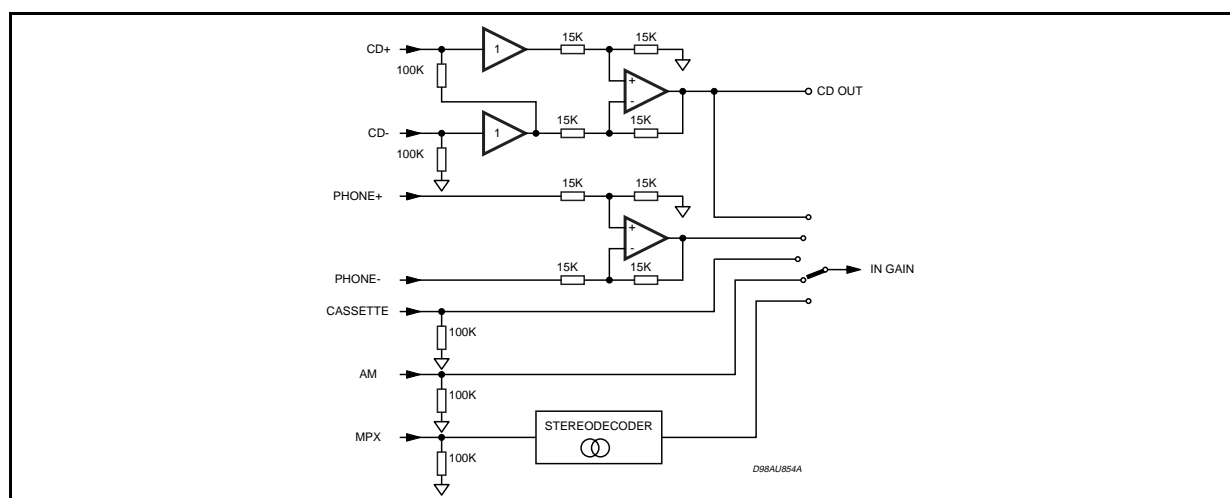 15K 15K
CD+ 1
100K
+
-
CD OUT
15K 15K
CD- 1
100K
15K 15K
PHONE+
+
-
15K 15K
IN GAIN
PHONE-
CASSETTE
100K
AM
100K
STEREODECODER
MPX
100K
D98AU854A